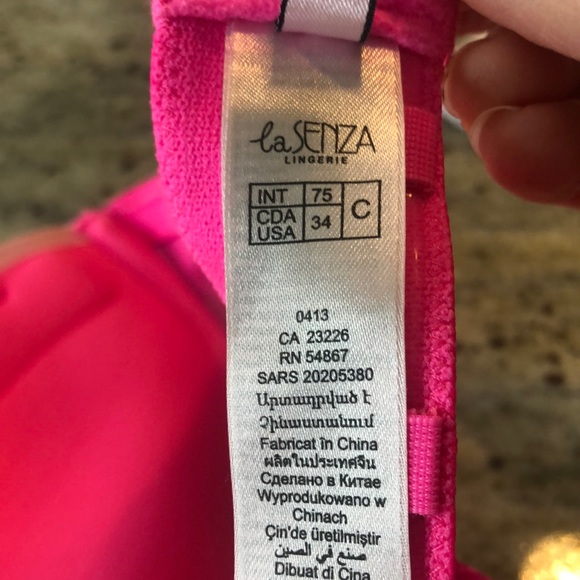 la SENZA
LINGERIE
INT 75 C
CDA USA 34
0413
CA 23226
RN 54867
SARS 20205380
Արտադրված է
Չինաստանում
Fabricat în China
ผลิตในประเทศจีน
Сделано в Китае
Wyprodukowano w
Chinach
Çin'de üretilmiştir
صنع في الصين
Dibuat di Cina